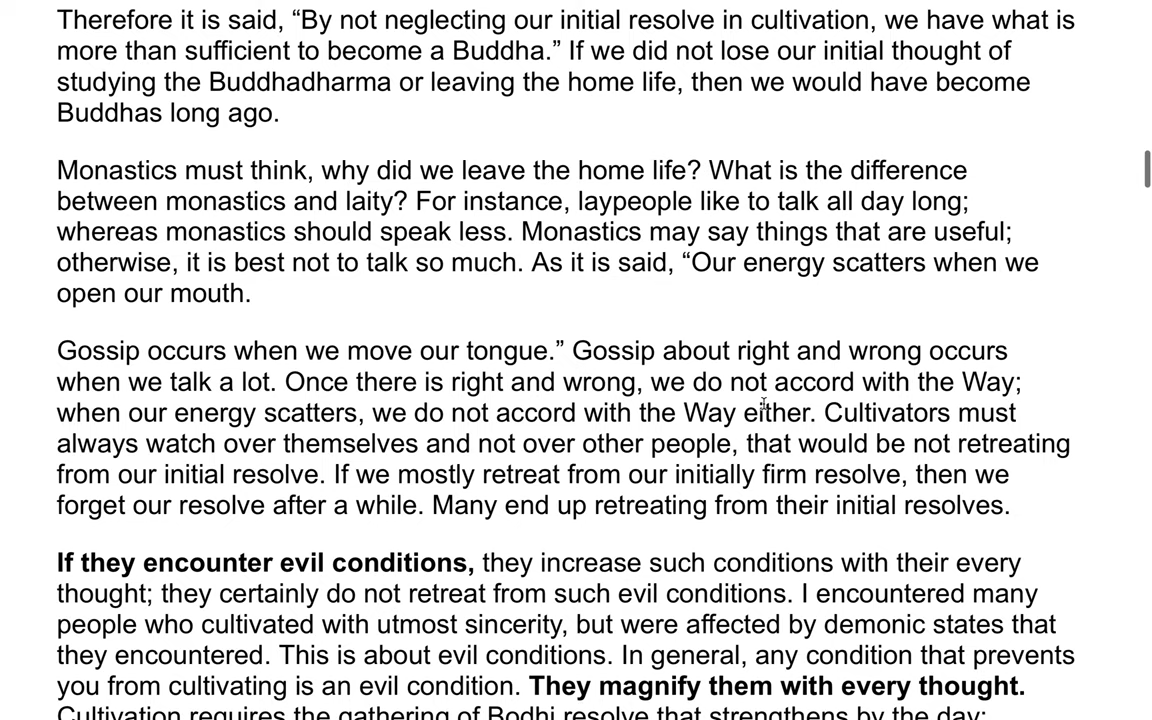 Therefore it is said, “By not neglecting our initial resolve in cultivation, we have what is
more than sufficient to become a Buddha.” If we did not lose our initial thought of
studying the Buddhadharma or leaving the home life, then we would have become
Buddhas long ago.
Monastics must think, why did we leave the home life? What is the difference
between monastics and laity? For instance, laypeople like to talk all day long;
whereas monastics should speak less. Monastics may say things that are useful;
otherwise, it is best not to talk so much. As it is said, “Our energy scatters when we
open our mouth.
Gossip occurs when we move our tongue.” Gossip about right and wrong occurs
when we talk a lot. Once there is right and wrong, we do not accord with the Way;
when our energy scatters, we do not accord with the Way either. Cultivators must
always watch over themselves and not over other people, that would be not retreating
from our initial resolve. If we mostly retreat from our initially firm resolve, then we
forget our resolve after a while. Many end up retreating from their initial resolves.
If they encounter evil conditions, they increase such conditions with their every
thought; they certainly do not retreat from such evil conditions. I encountered many
people who cultivated with utmost sincerity, but were affected by demonic states that
they encountered. This is about evil conditions. In general, any condition that prevents
you from cultivating is an evil condition. They magnify them with every thought.
Cultivation requires the gathering of Bodhi resolve that strengthens by the day;